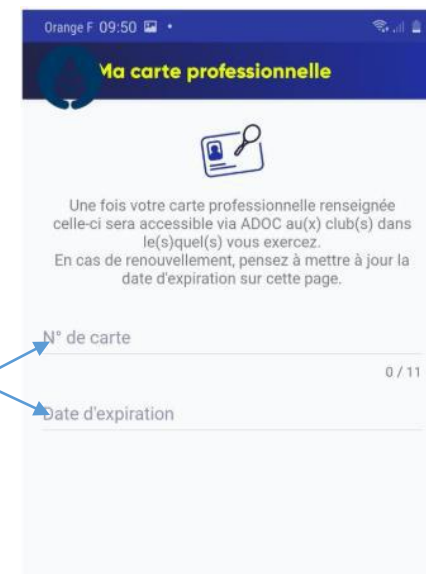 Orange F 09:50
Ma carte professionnelle
Une fois votre carte professionnelle renseignée
celle-ci sera accessible via ADOC au(x) club(s) dans
le(s)quel(s) vous exercez.
En cas de renouvellement, pensez à mettre à jour la
date d'expiration sur cette page.
N° de carte
0 / 11
Date d'expiration